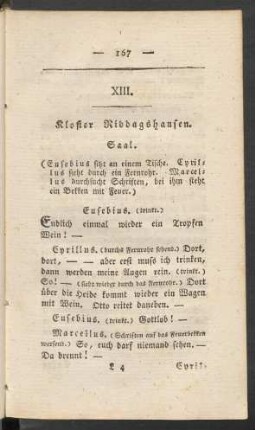 — 167 —
XIII.
Kloster Riddagshausen.
Saal.
(Eusebius sitzt an einem Tische. Cyril-
lus sieht durch ein Fernrohr. Marcel-
lus durchsucht Schriften, bei ihm steht
ein Bekken mit Feuer.)
Eusebius. (trinkt.)
Endlich einmal wieder ein Tropfen
Wein! —
Cyrillus. (durchs Fernrohr sehend.) Dort,
dort, — — aber erst muss ich trinken,
dann werden meine Augen rein. (trinkt.)
So! — (sieht wieder durch das Fernrohr.) Dort
über die Heide kommt wieder ein Wagen
mit Wein. Otto reitet daneben. —
Eusebius. (trinkt.) Gottlob! —
Marcellus. (Schriften auf das Feuerbekken
werfend.) So, euch darf niemand sehen. —
Du brennt! —
L 4 Cyril-